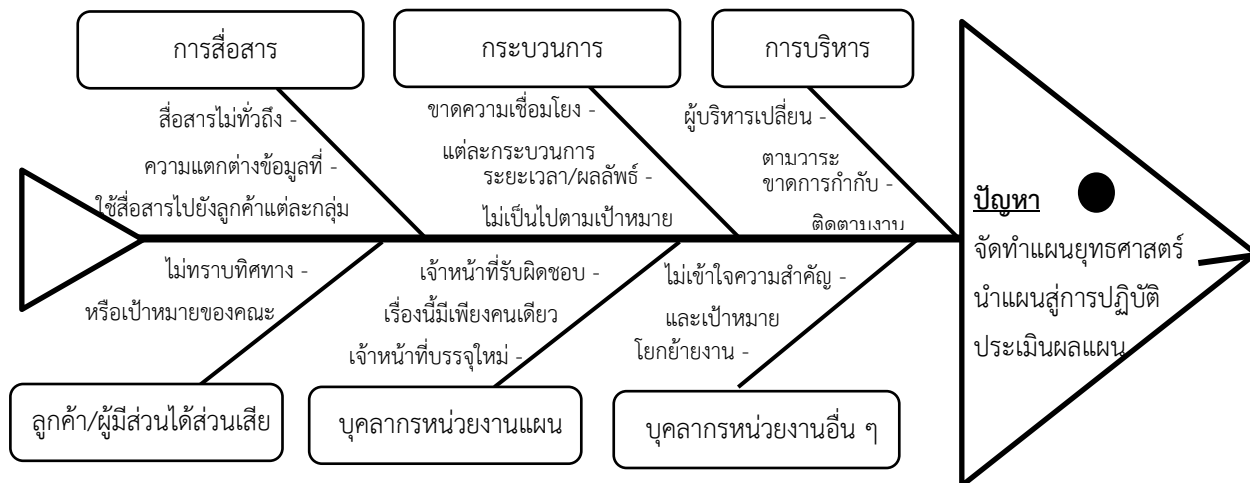 การสื่อสาร
กระบวนการ
การบริหาร
สื่อสารไม่ทั่วถึง -
ความแตกต่างข้อมูลที่ -
ใช้สื่อสารไปยังลูกค้าแต่ละกลุ่ม
ขาดความเชื่อมโยง -
แต่ละกระบวนการ
ระยะเวลา/ผลลัพธ์ -
ไม่เป็นไปตามเป้าหมาย
ผู้บริหารเปลี่ยน -
ตามวาระ
ขาดการกำกับ -
ติดตามงาน
ปัญหา
จัดทำแผนยุทธศาสตร์
นำแผนสู่การปฏิบัติ
ประเมินผลแผน
ไม่ทราบทิศทาง -
หรือเป้าหมายของคณะ
เจ้าหน้าที่รับผิดชอบ -
เรื่องนี้มีเพียงคนเดียว
เจ้าหน้าที่บรรจุใหม่ -
ไม่เข้าใจความสำคัญ -
และเป้าหมาย
โยกย้ายงาน -
ลูกค้า/ผู้มีส่วนได้ส่วนเสีย
บุคลากรหน่วยงานแผน
บุคลากรหน่วยงานอื่น ๆ